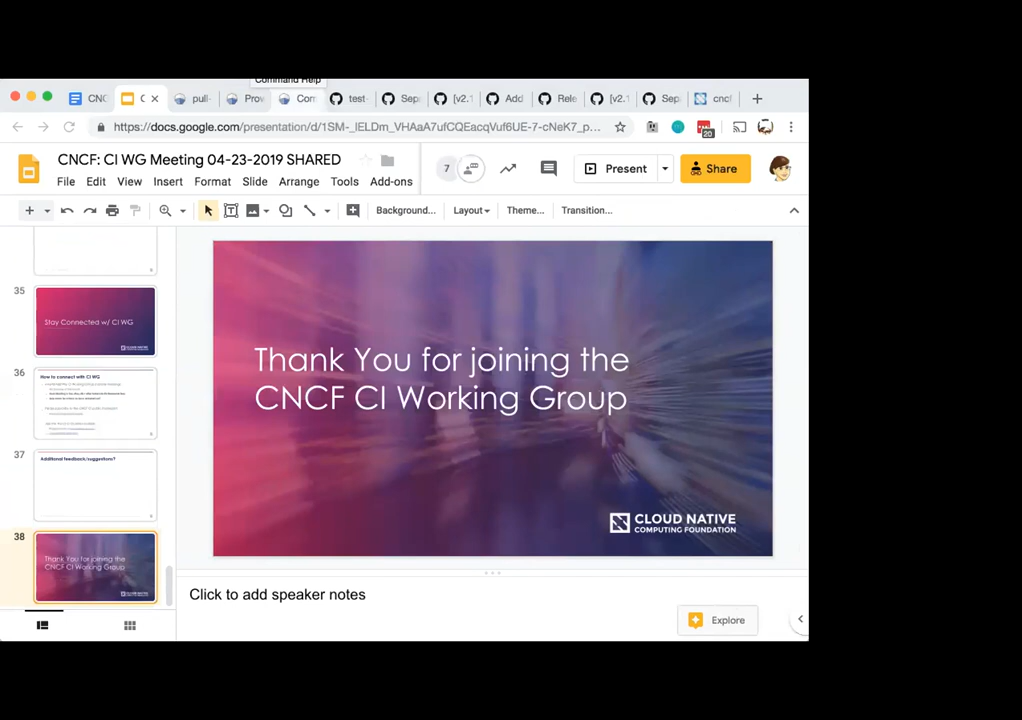 Command Help
CNC
C
pull-
Prov
Com
test-
Sep
[v2.1
Add
Rele
[v2.1
Sep
cncf
https://docs.google.com/presentation/d/1SM-_lELDm_VHAaA7ufCQEacqVuf6UE-7-cNeK7_p...
20
CNCF: CI WG Meeting 04-23-2019 SHARED
7
Present
Share
File Edit View Insert Format Slide Arrange Tools Add-ons
Background...
Layout
Theme...
Transition...
35
Stay Connected w/ CI WG
36
How to connect with CI WG
37
Additional feedback/suggestions?
38
Thank You for joining the
CNCF CI Working Group
Thank You for joining the
CNCF CI Working Group
CLOUD NATIVE
COMPUTING FOUNDATION
Click to add speaker notes
Explore